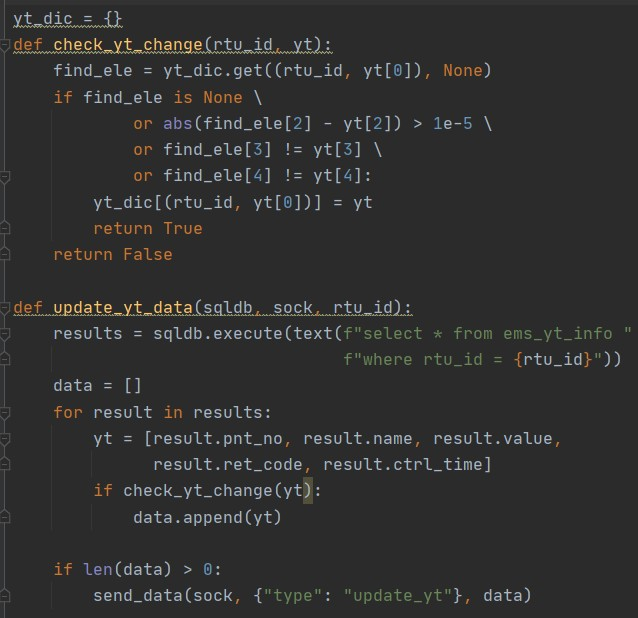 yt_dic = {}
def check_yt_change(rtu_id, yt):
    find_ele = yt_dic.get((rtu_id, yt[0]), None)
    if find_ele is None \
            or abs(find_ele[2] - yt[2]) > 1e-5 \
            or find_ele[3] != yt[3] \
            or find_ele[4] != yt[4]:
        yt_dic[(rtu_id, yt[0])] = yt
        return True
    return False

def update_yt_data(sqldb, sock, rtu_id):
    results = sqldb.execute(text(f"select * from ems_yt_info "
                                 f"where rtu_id = {rtu_id}"))
    data = []
    for result in results:
        yt = [result.pnt_no, result.name, result.value,
              result.ret_code, result.ctrl_time]
        if check_yt_change(yt):
            data.append(yt)

    if len(data) > 0:
        send_data(sock, {"type": "update_yt"}, data)